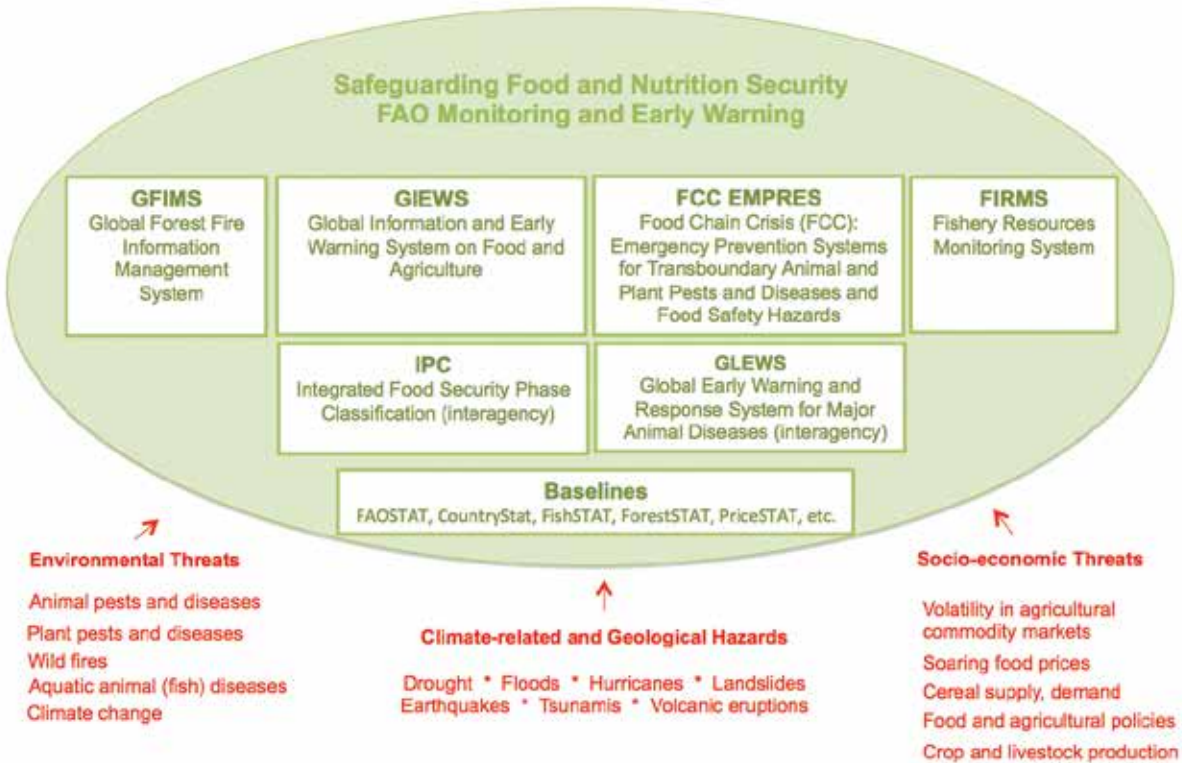 Safeguarding Food and Nutrition Security
FAO Monitoring and Early Warning
GFIMS
Global Forest Fire
Information
Management
System
GIEWS
Global Information and Early
Warning System on Food and
Agriculture
FCC EMPRES
Food Chain Crisis (FCC):
Emergency Prevention Systems
for Transboundary Animal and
Plant Pests and Diseases and
Food Safety Hazards
FIRMS
Fishery Resources
Monitoring System
IPC
Integrated Food Security Phase
Classification (interagency)
GLEWS
Global Early Warning and
Response System for Major
Animal Diseases (interagency)
Baselines
FAOSTAT, CountryStat, FishSTAT, ForestSTAT, PriceSTAT, etc.
Environmental Threats
Animal pests and diseases
Plant pests and diseases
Wild fires
Aquatic animal (fish) diseases
Climate change
Climate-related and Geological Hazards
Drought * Floods * Hurricanes * Landslides
Earthquakes * Tsunamis * Volcanic eruptions
Socio-economic Threats
Volatility in agricultural
commodity markets
Soaring food prices
Cereal supply, demand
Food and agricultural policies
Crop and livestock production